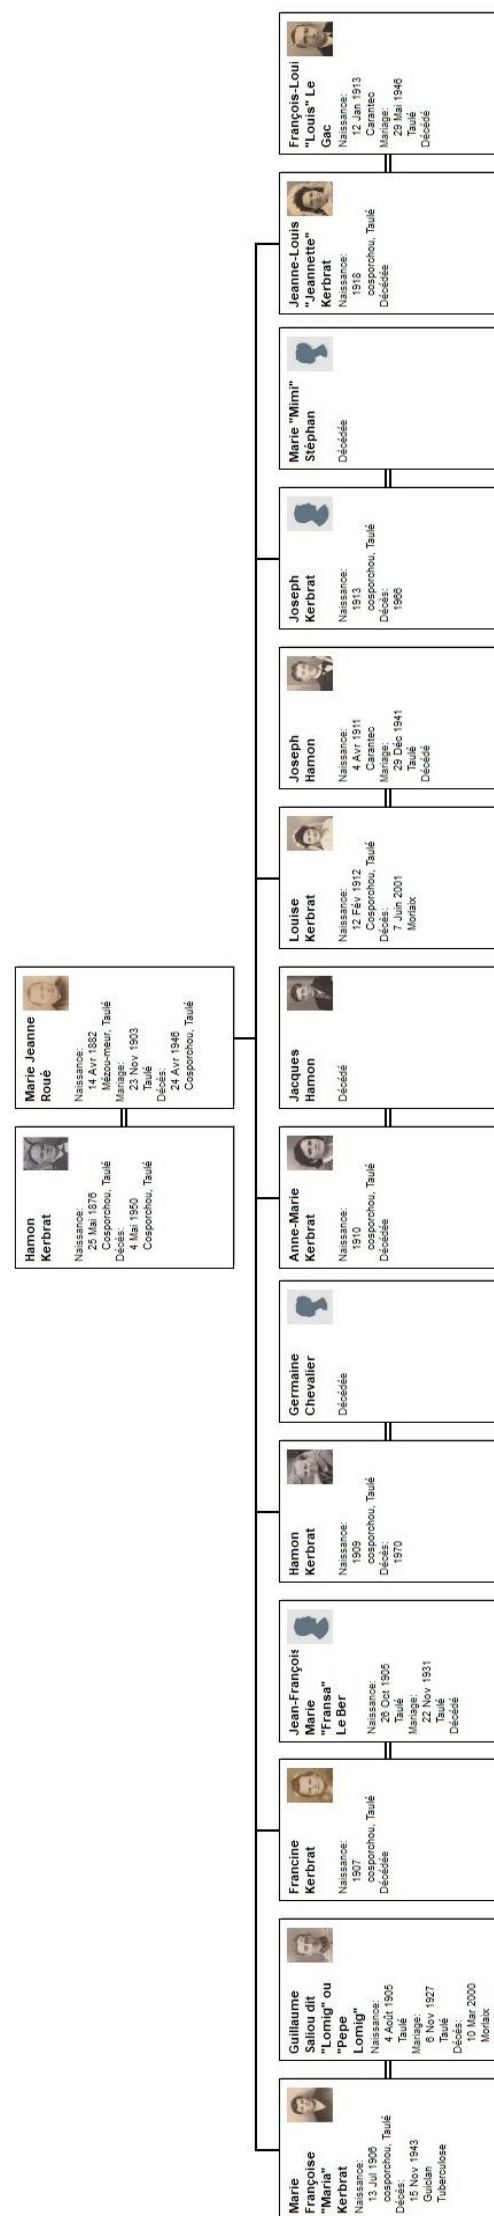 Hamon
Kerbrat
Naissance:
25 Mai 1876
Cosporchou, Taulé
Décès:
4 Mai 1950
Cosporchou, Taulé
Marie Jeanne
Roué
Naissance:
14 Avr 1882
Mézou-meur, Taulé
Mariage:
23 Nov 1903
Taulé
Décès:
24 Avr 1946
Cosporchou, Taulé
Marie
Françoise
"Maria"
Kerbrat
Naissance:
13 Jul 1906
cosporchou, Taulé
Décès:
15 Nov 1943
Guiclan
Tuberculose
Guillaume
Saliou dit
"Lomig" ou
"Pepe
Lomig"
Naissance:
4 Août 1905
Taulé
Mariage:
6 Nov 1927
Taulé
Décès:
10 Mar 2000
Morlaix
Francine
Kerbrat
Naissance:
1907
cosporchou, Taulé
Décédée
Jean-François
Marie
"Fransa"
Le Ber
Naissance:
26 Oct 1905
Taulé
Mariage:
22 Nov 1931
Taulé
Décédé
Hamon
Kerbrat
Naissance:
1909
cosporchou, Taulé
Décès:
1970
Germaine
Chevalier
Décédée
Anne-Marie
Kerbrat
Naissance:
1910
cosporchou, Taulé
Décédée
Jacques
Hamon
Décédé
Louise
Kerbrat
Naissance:
12 Fév 1912
Cosporchou, Taulé
Décès:
7 Juin 2001
Morlaix
Joseph
Hamon
Naissance:
4 Avr 1911
Carantec
Mariage:
29 Déc 1941
Taulé
Décédé
Joseph
Kerbrat
Naissance:
1913
cosporchou, Taulé
Décès:
1966
Marie "Mimi"
Stéphan
Décédée
Jeanne-Louis
"Jeannette"
Kerbrat
Naissance:
1918
cosporchou, Taulé
Décédée
François-Loui
"Louis" Le
Gac
Naissance:
12 Jan 1913
Carantec
Mariage:
29 Mai 1946
Taulé
Décédé